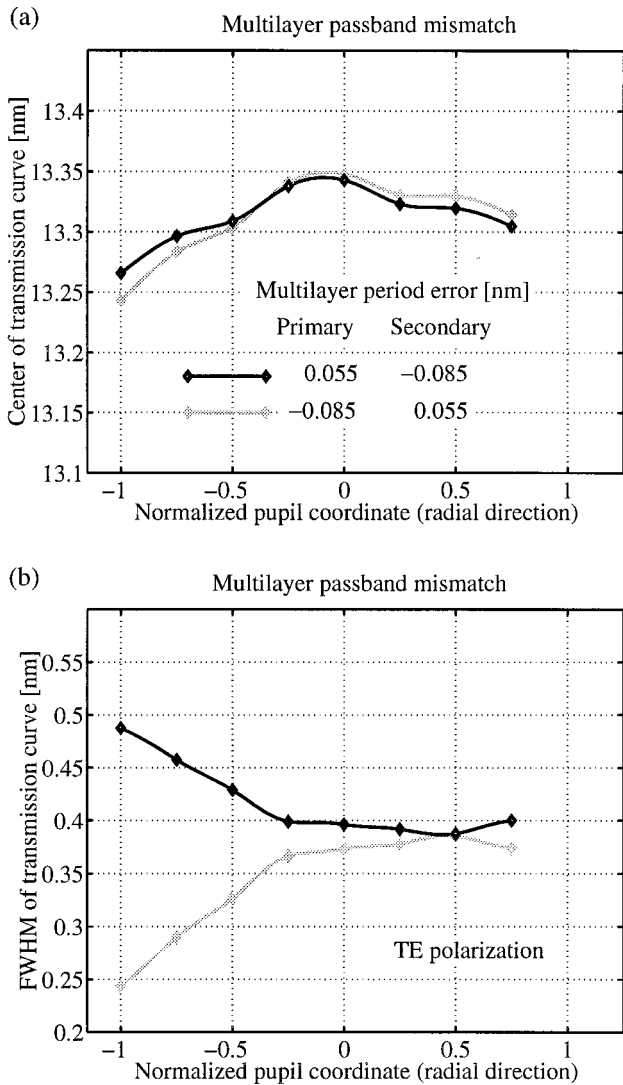 (a)
Multilayer passband mismatch
Center of transmission curve [nm]
13.4
13.35
13.3
13.25
13.2
13.15
13.1
Multilayer period error [nm]
Primary Secondary
0.055 −0.085
−0.085 0.055
−1 −0.5 0 0.5 1
Normalized pupil coordinate (radial direction)
(b)
Multilayer passband mismatch
FWHM of transmission curve [nm]
0.55
0.5
0.45
0.4
0.35
0.3
0.25
0.2
TE polarization
−1 −0.5 0 0.5 1
Normalized pupil coordinate (radial direction)